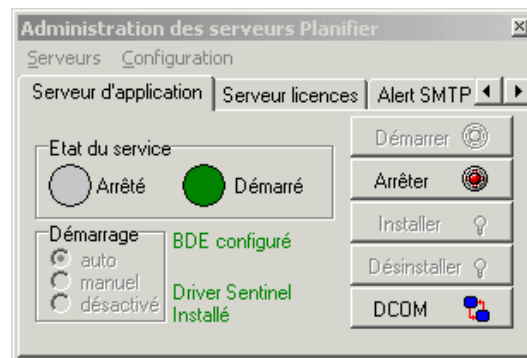 Administration des serveurs Planifier
Serveurs Configuration
Serveur d'application Serveur licences Alert SMTP
Etat du service
Arrêté Démarré
Démarrage
auto
manuel
désactivé
BDE configuré
Driver Sentinel
Installé
Démarrer
Arrêter
Installer
Désinstaller
DCOM